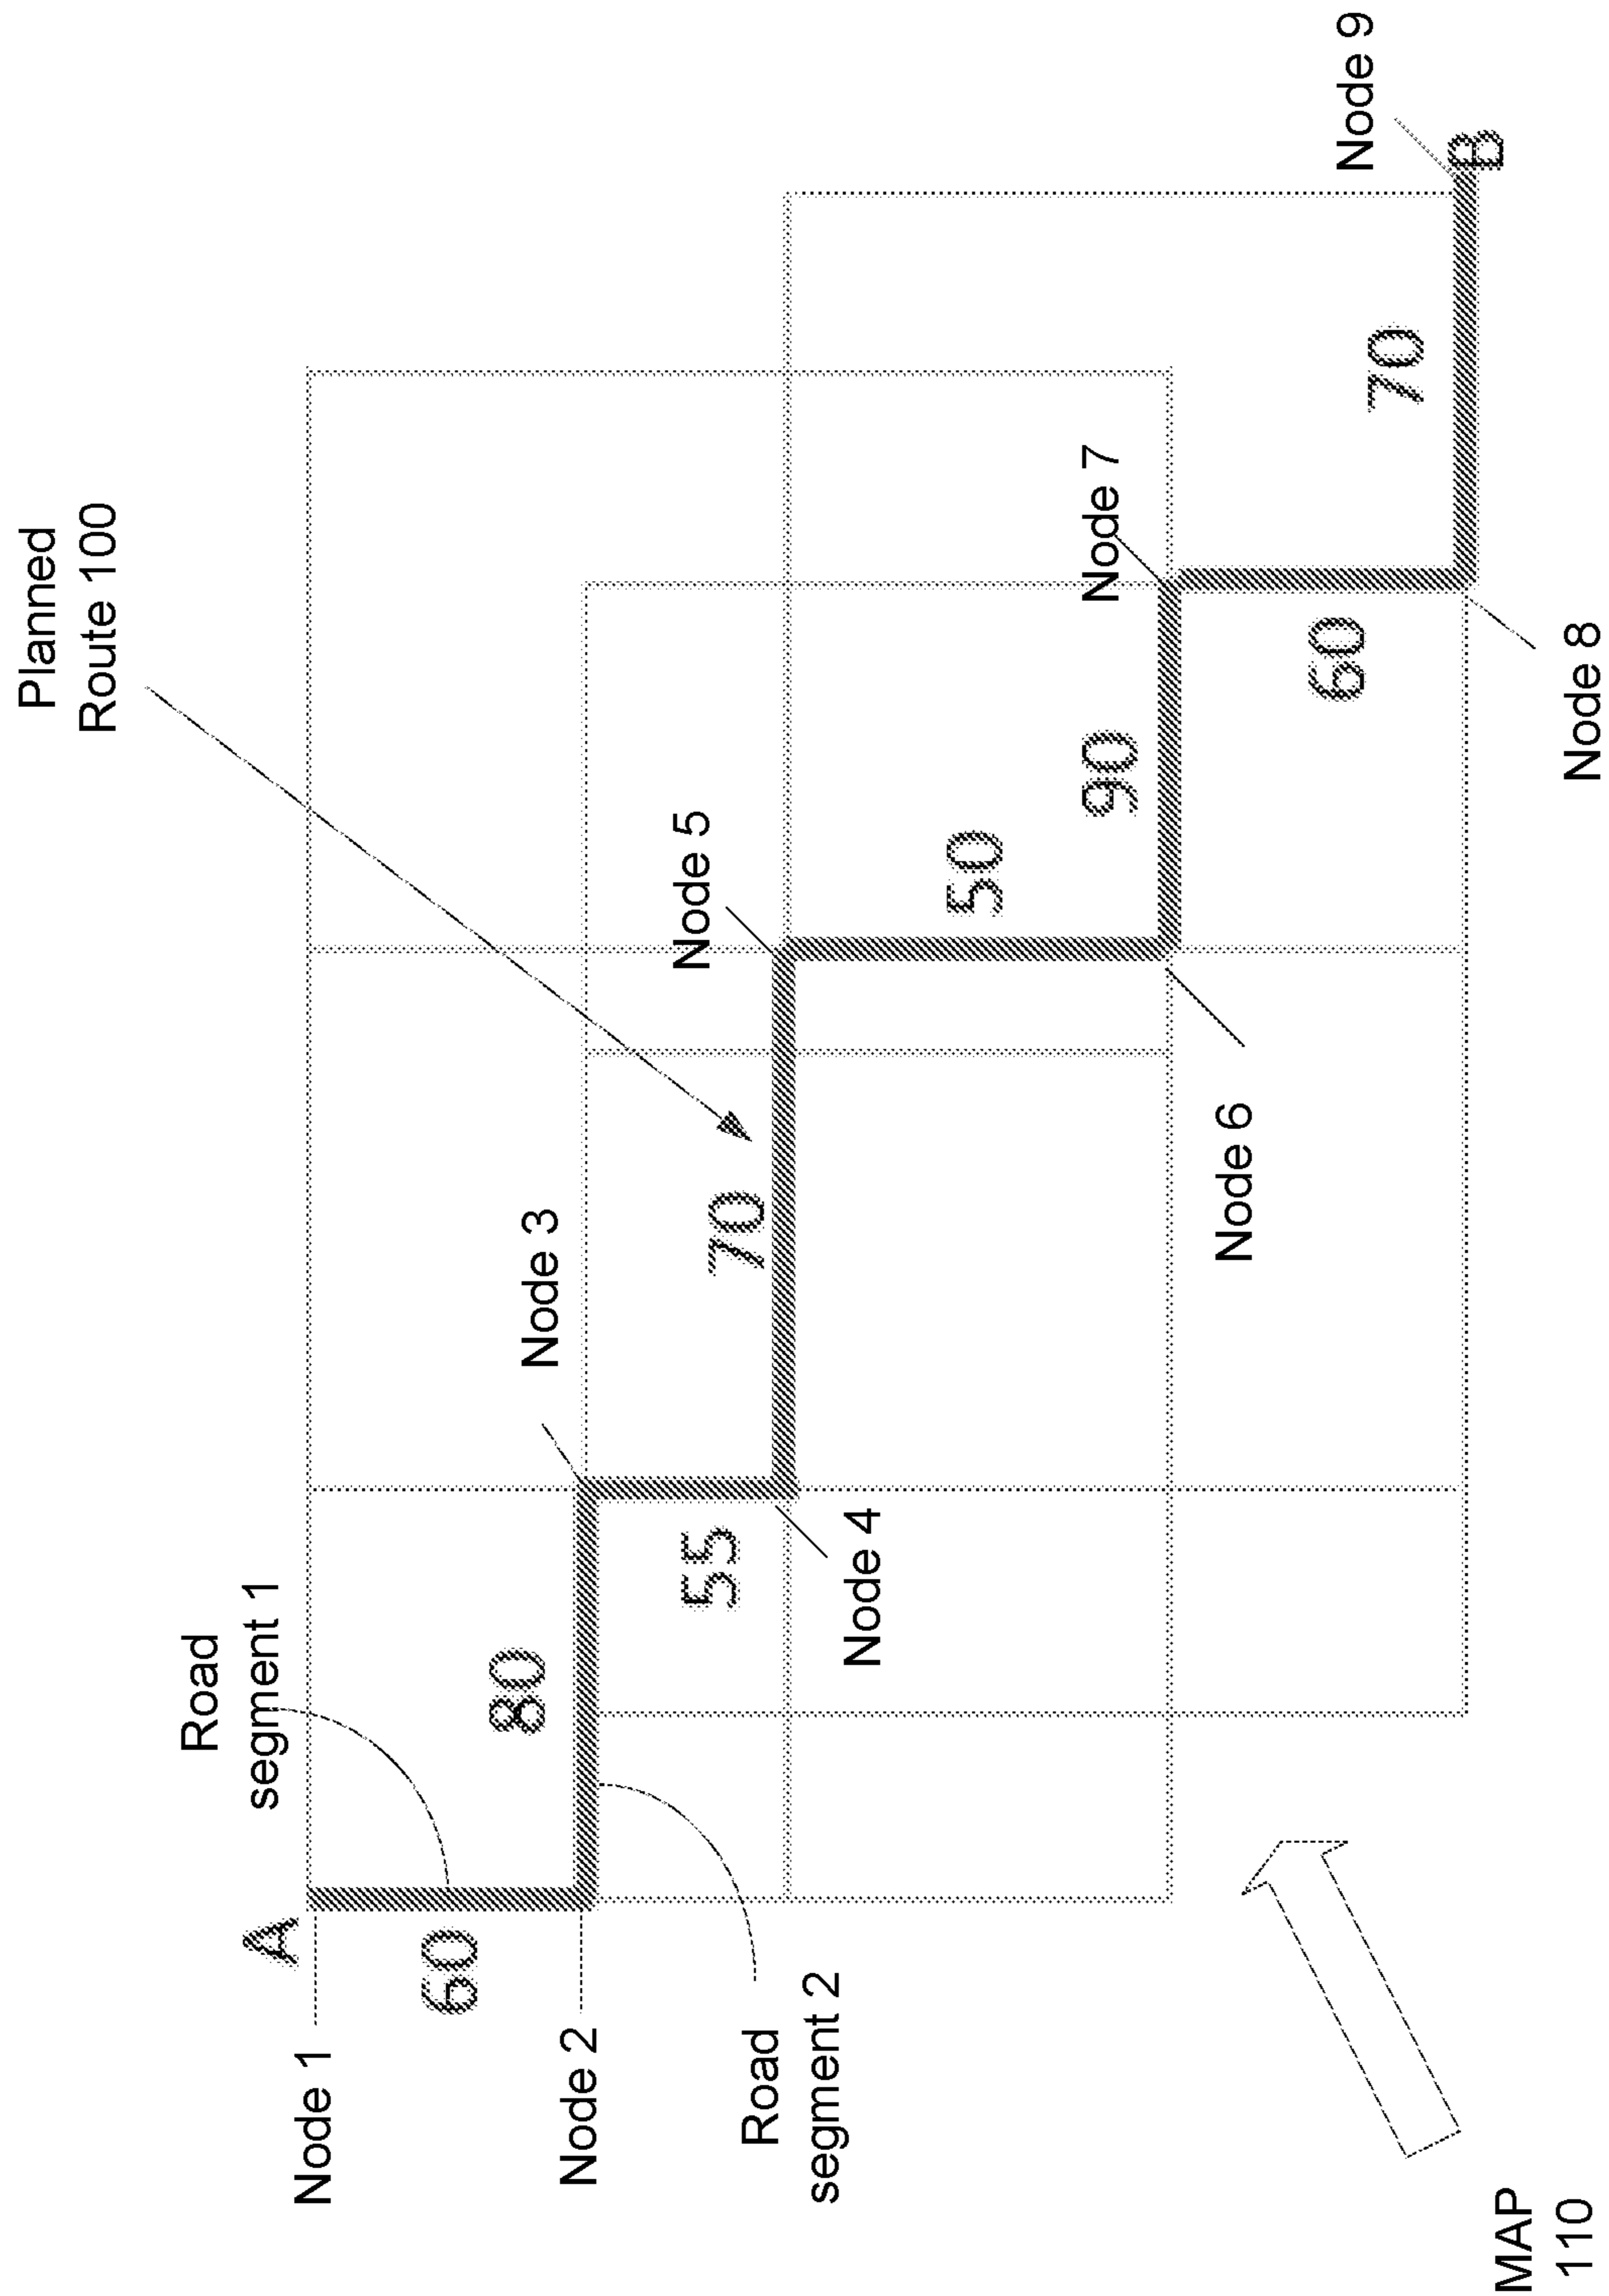 Planned
Route 100
Road
segment 1
A
Node 1
60
Node 2
80
Node 3
Road
segment 2
55
Node 4
70
Node 5
50
Node 6
90
Node 7
60
Node 8
70
Node 9
B
MAP
110